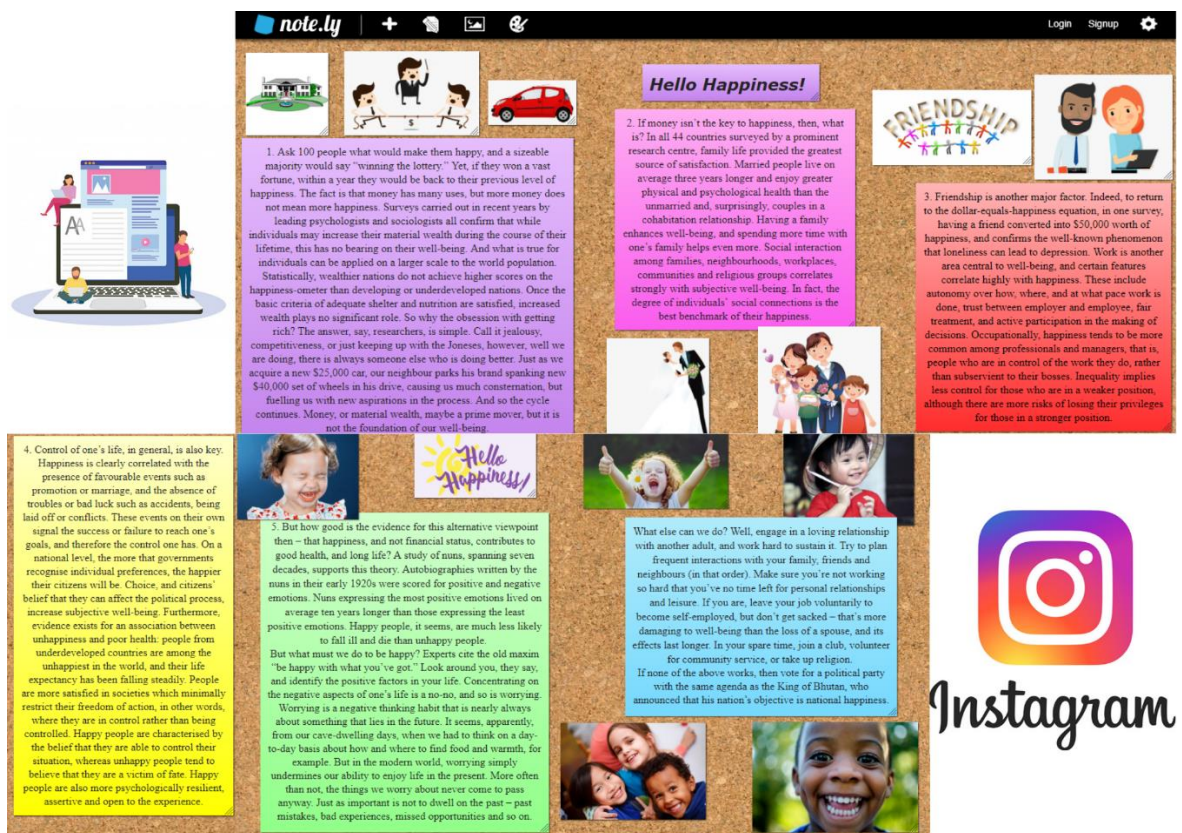 note.ly
Login Signup
Hello Happiness!
1. Ask 100 people what would make them happy, and a sizeable
majority would say “winning the lottery.” Yet, if they won a vast
fortune, within a year they would be back to their previous level of
happiness. The fact is that money has many uses, but more money does
not mean more happiness. Surveys carried out in recent years by
leading psychologists and sociologists all confirm that while
individuals may increase their material wealth during the course of their
lifetime, this has no bearing on their well-being. And what is true for
individuals can be applied on a larger scale to the world population.
Statistically, wealthier nations do not achieve higher scores on the
happiness-ometer than developing or underdeveloped nations. Once the
basic criteria of adequate shelter and nutrition are satisfied, increased
wealth plays no significant role. So why the obsession with getting
rich? The answer, say, researchers, is simple. Call it jealousy,
competitiveness, or just keeping up with the Joneses, however, well we
are doing, there is always someone else who is doing better. Just as we
acquire a new $25,000 car, our neighbour parks his brand spanking new
$40,000 set of wheels in his drive, causing us much consternation, but
fuelling us with new aspirations in the process. And so the cycle
continues. Money, or material wealth, maybe a prime mover, but it is
not the foundation of our well-being.
2. If money isn’t the key to happiness, then, what
is? In all 44 countries surveyed by a prominent
research centre, family life provided the greatest
source of satisfaction. Married people live on
average three years longer and enjoy greater
physical and psychological health than the
unmarried and, surprisingly, couples in a
cohabitation relationship. Having a family
enhances well-being, and spending more time with
one’s family helps even more. Social interaction
among families, neighbourhoods, workplaces,
communities and religious groups correlates
strongly with subjective well-being. In fact, the
degree of individuals’ social connections is the
best benchmark of their happiness.
FRIENDSHIP
3. Friendship is another major factor. Indeed, to return
to the dollar-equals-happiness equation, in one survey,
having a friend converted into $50,000 worth of
happiness, and confirms the well-known phenomenon
that loneliness can lead to depression. Work is another
area central to well-being, and certain features
correlate highly with happiness. These include
autonomy over how, where, and at what pace work is
done, trust between employer and employee, fair
treatment, and active participation in the making of
decisions. Occupationally, happiness tends to be more
common among professionals and managers, that is,
people who are in control of the work they do, rather
than subservient to their bosses. Inequality implies
less control for those who are in a weaker position,
although there are more risks of losing their privileges
for those in a stronger position.
4. Control of one’s life, in general, is also key.
Happiness is clearly correlated with the
presence of favourable events such as
promotion or marriage, and the absence of
troubles or bad luck such as accidents, being
laid off or conflicts. These events on their own
signal the success or failure to reach one’s
goals, and therefore the control one has. On a
national level, the more that governments
recognise individual preferences, the happier
their citizens will be. Choice, and citizens’
belief that they can affect the political process,
increase subjective well-being. Furthermore,
evidence exists for an association between
unhappiness and poor health: people from
underdeveloped countries are among the
unhappiest in the world, and their life
expectancy has been falling steadily. People
are more satisfied in societies which minimally
restrict their freedom of action, in other words,
where they are in control rather than being
controlled. Happy people are characterised by
the belief that they are able to control their
situation, whereas unhappy people tend to
believe that they are a victim of fate. Happy
people are also more psychologically resilient,
assertive and open to the experience.
Hello
Happiness!
5. But how good is the evidence for this alternative viewpoint
then – that happiness, and not financial status, contributes to
good health, and long life? A study of nuns, spanning seven
decades, supports this theory. Autobiographies written by the
nuns in their early 1920s were scored for positive and negative
emotions. Nuns expressing the most positive emotions lived on
average ten years longer than those expressing the least
positive emotions. Happy people, it seems, are much less likely
to fall ill and die than unhappy people.
But what must we do to be happy? Experts cite the old maxim
“be happy with what you’ve got.” Look around you, they say,
and identify the positive factors in your life. Concentrating on
the negative aspects of one’s life is a no-no, and so is worrying.
Worrying is a negative thinking habit that is nearly always
about something that lies in the future. It seems, apparently,
from our cave-dwelling days, when we had to think on a day-
to-day basis about how and where to find food and warmth, for
example. But in the modern world, worrying simply
undermines our ability to enjoy life in the present. More often
than not, the things we worry about never come to pass
anyway. Just as important is not to dwell on the past – past
mistakes, bad experiences, missed opportunities and so on.
What else can we do? Well, engage in a loving relationship
with another adult, and work hard to sustain it. Try to plan
frequent interactions with your family, friends and
neighbours (in that order). Make sure you’re not working
so hard that you’ve no time left for personal relationships
and leisure. If you are, leave your job voluntarily to
become self-employed, but don’t get sacked – that’s more
damaging to well-being than the loss of a spouse, and its
effects last longer. In your spare time, join a club, volunteer
for community service, or take up religion.
If none of the above works, then vote for a political party
with the same agenda as the King of Bhutan, who
announced that his nation’s objective is national happiness.
Instagram